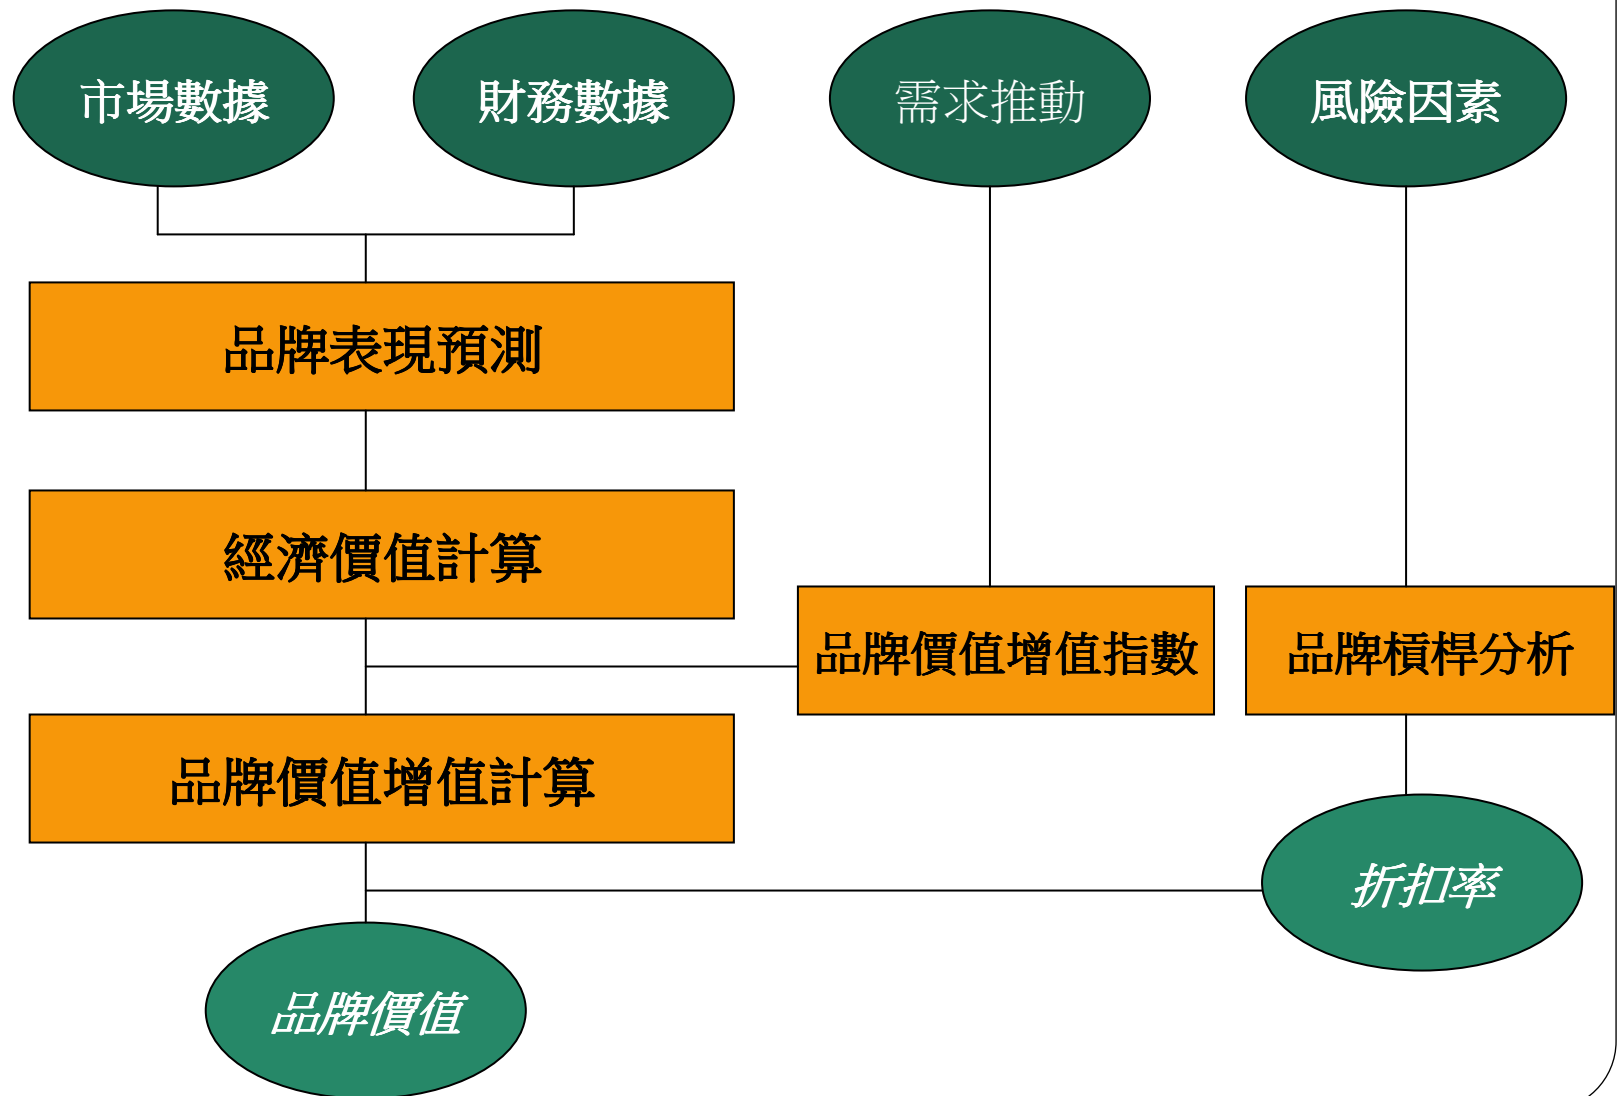 市場數據
財務數據
需求推動
風險因素
品牌表現預測
經濟價值計算
品牌價值增值指數
品牌槓桿分析
品牌價值增值計算
折扣率
品牌價值